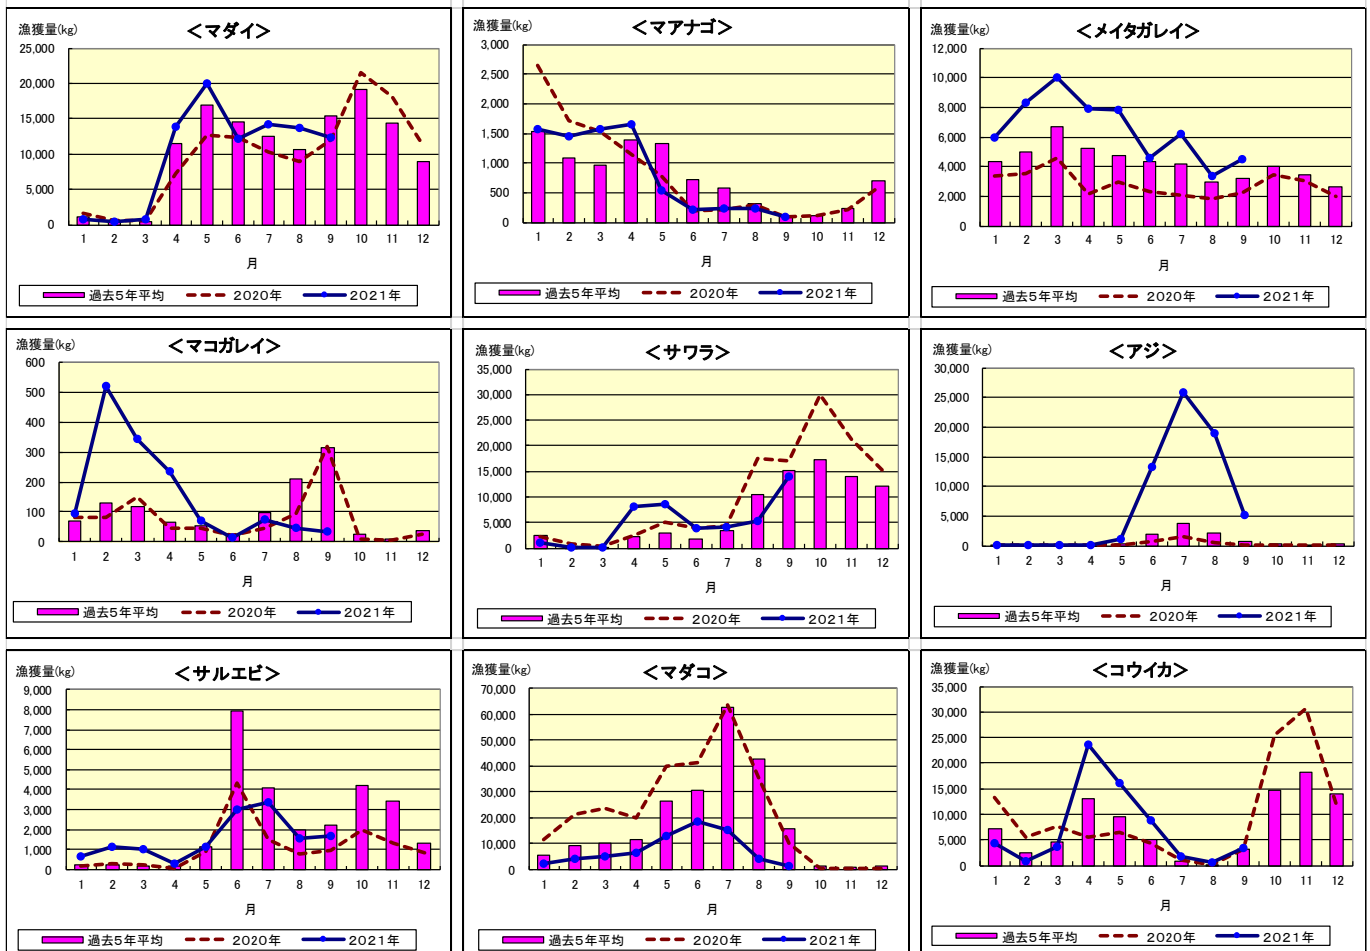 漁獲量(kg)
＜マダイ＞
25,000
20,000
15,000
10,000
5,000
0
1 2 3 4 5 6 7 8 9 10 11 12
月
過去5年平均 2020年 2021年
漁獲量(kg)
＜マアナゴ＞
3,000
2,500
2,000
1,500
1,000
500
0
1 2 3 4 5 6 7 8 9 10 11 12
月
過去5年平均 2020年 2021年
漁獲量(kg)
＜メイタガレイ＞
12,000
10,000
8,000
6,000
4,000
2,000
0
1 2 3 4 5 6 7 8 9 10 11 12
月
過去5年平均 2020年 2021年
漁獲量(kg)
＜マコガレイ＞
600
500
400
300
200
100
0
1 2 3 4 5 6 7 8 9 10 11 12
月
過去5年平均 2020年 2021年
漁獲量(kg)
＜サワラ＞
35,000
30,000
25,000
20,000
15,000
10,000
5,000
0
1 2 3 4 5 6 7 8 9 10 11 12
月
過去5年平均 2020年 2021年
漁獲量(kg)
＜アジ＞
30,000
25,000
20,000
15,000
10,000
5,000
0
1 2 3 4 5 6 7 8 9 10 11 12
月
過去5年平均 2020年 2021年
漁獲量(kg)
＜サルエビ＞
9,000
8,000
7,000
6,000
5,000
4,000
3,000
2,000
1,000
0
1 2 3 4 5 6 7 8 9 10 11 12
月
過去5年平均 2020年 2021年
漁獲量(kg)
＜マダコ＞
70,000
60,000
50,000
40,000
30,000
20,000
10,000
0
1 2 3 4 5 6 7 8 9 10 11 12
月
過去5年平均 2020年 2021年
漁獲量(kg)
＜コウイカ＞
35,000
30,000
25,000
20,000
15,000
10,000
5,000
0
1 2 3 4 5 6 7 8 9 10 11 12
月
過去5年平均 2020年 2021年